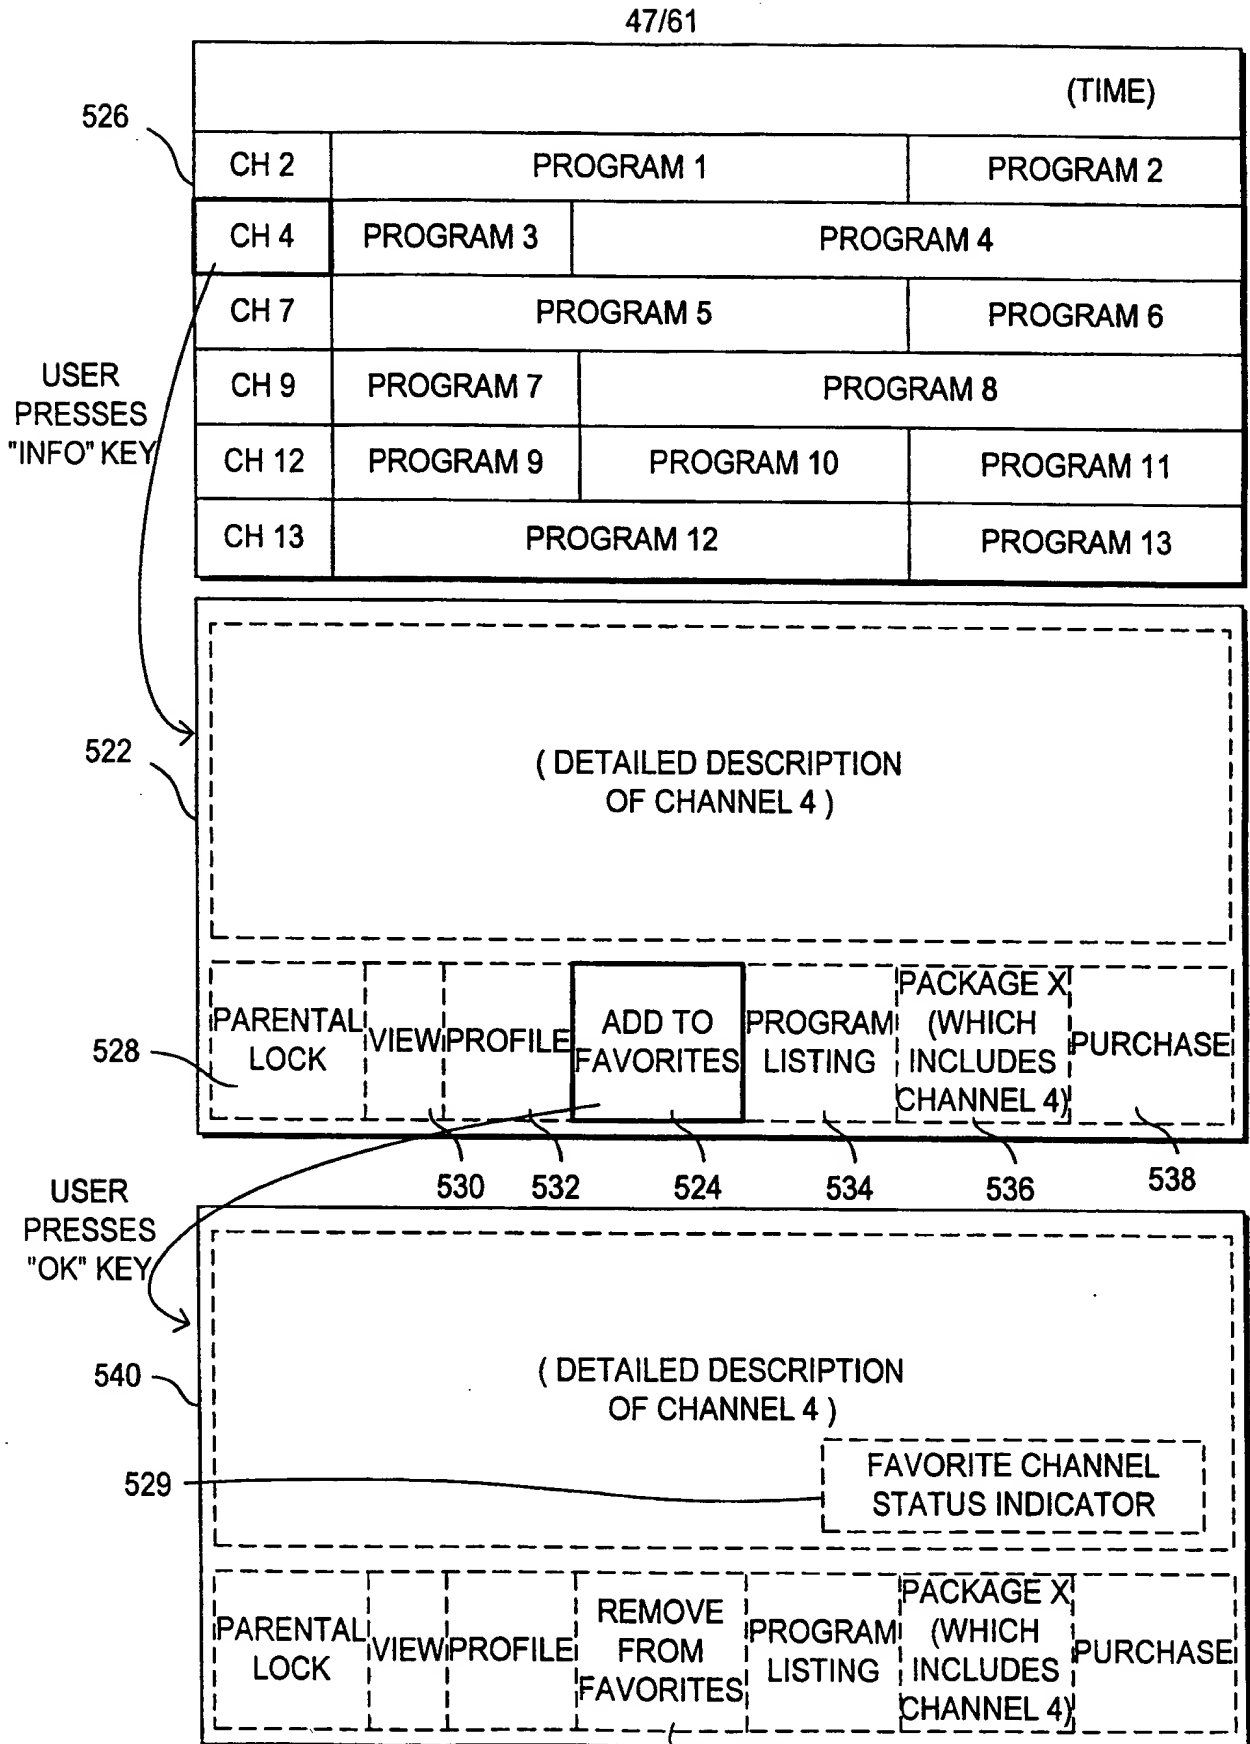 47/61
(TIME)
526
CH 2 PROGRAM 1 PROGRAM 2
CH 4 PROGRAM 3 PROGRAM 4
CH 7 PROGRAM 5 PROGRAM 6
CH 9 PROGRAM 7 PROGRAM 8
CH 12 PROGRAM 9 PROGRAM 10 PROGRAM 11
CH 13 PROGRAM 12 PROGRAM 13
USER
PRESSES
"INFO" KEY
522
( DETAILED DESCRIPTION
OF CHANNEL 4 )
PARENTAL
LOCK
VIEW
PROFILE
ADD TO
FAVORITES
PROGRAM
LISTING
PACKAGE X
(WHICH
INCLUDES
CHANNEL 4)
PURCHASE
528
530 532 524 534 536 538
USER
PRESSES
"OK" KEY
540
( DETAILED DESCRIPTION
OF CHANNEL 4 )
529
FAVORITE CHANNEL
STATUS INDICATOR
PARENTAL
LOCK
VIEW
PROFILE
REMOVE
FROM
FAVORITES
PROGRAM
LISTING
PACKAGE X
(WHICH
INCLUDES
CHANNEL 4)
PURCHASE